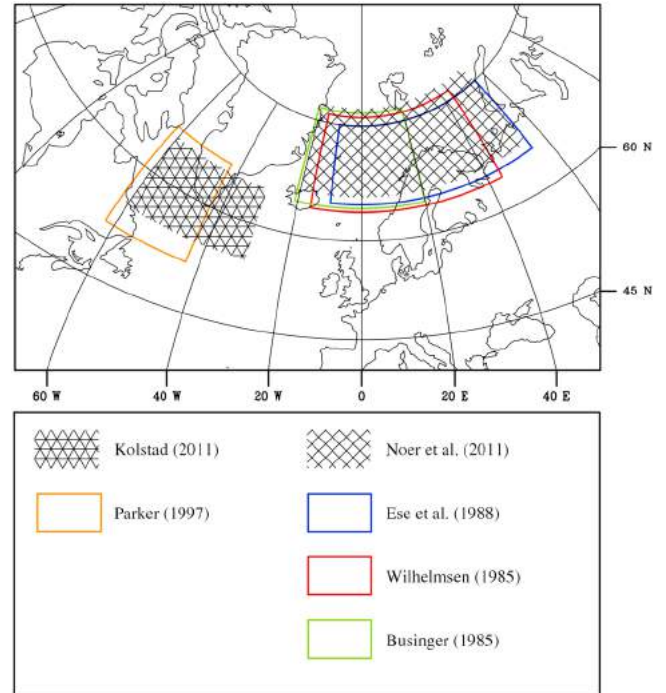 60 N
45 N
60 W 40 W 20 W 0 20 E 40 E
Kolstad (2011) Noer et al. (2011)
Parker (1997) Ese et al. (1988)
Wilhelmsen (1985)
Businger (1985)